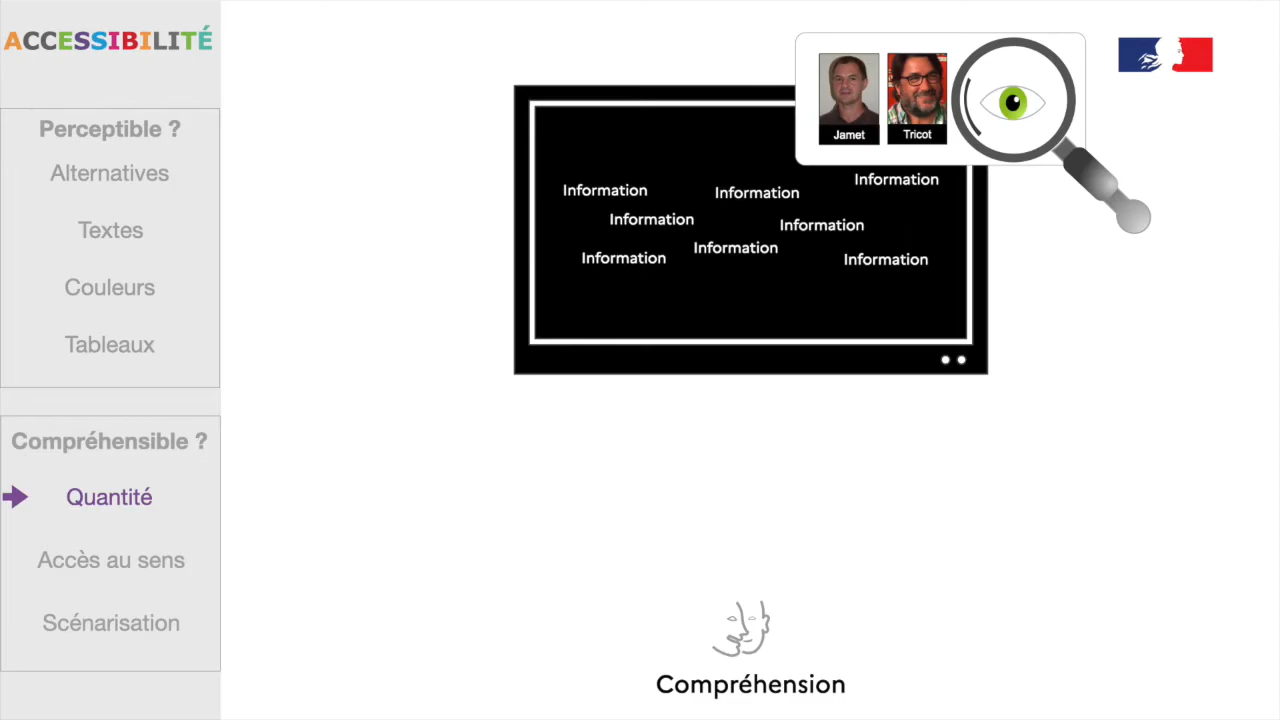 ACCESSIBILITÉ
Perceptible ?
Alternatives
Textes
Couleurs
Tableaux
Compréhensible ?
Quantité
Accès au sens
Scénarisation
Jamet
Tricot
Information
Information
Information
Information
Information
Information
Information
Information
Compréhension